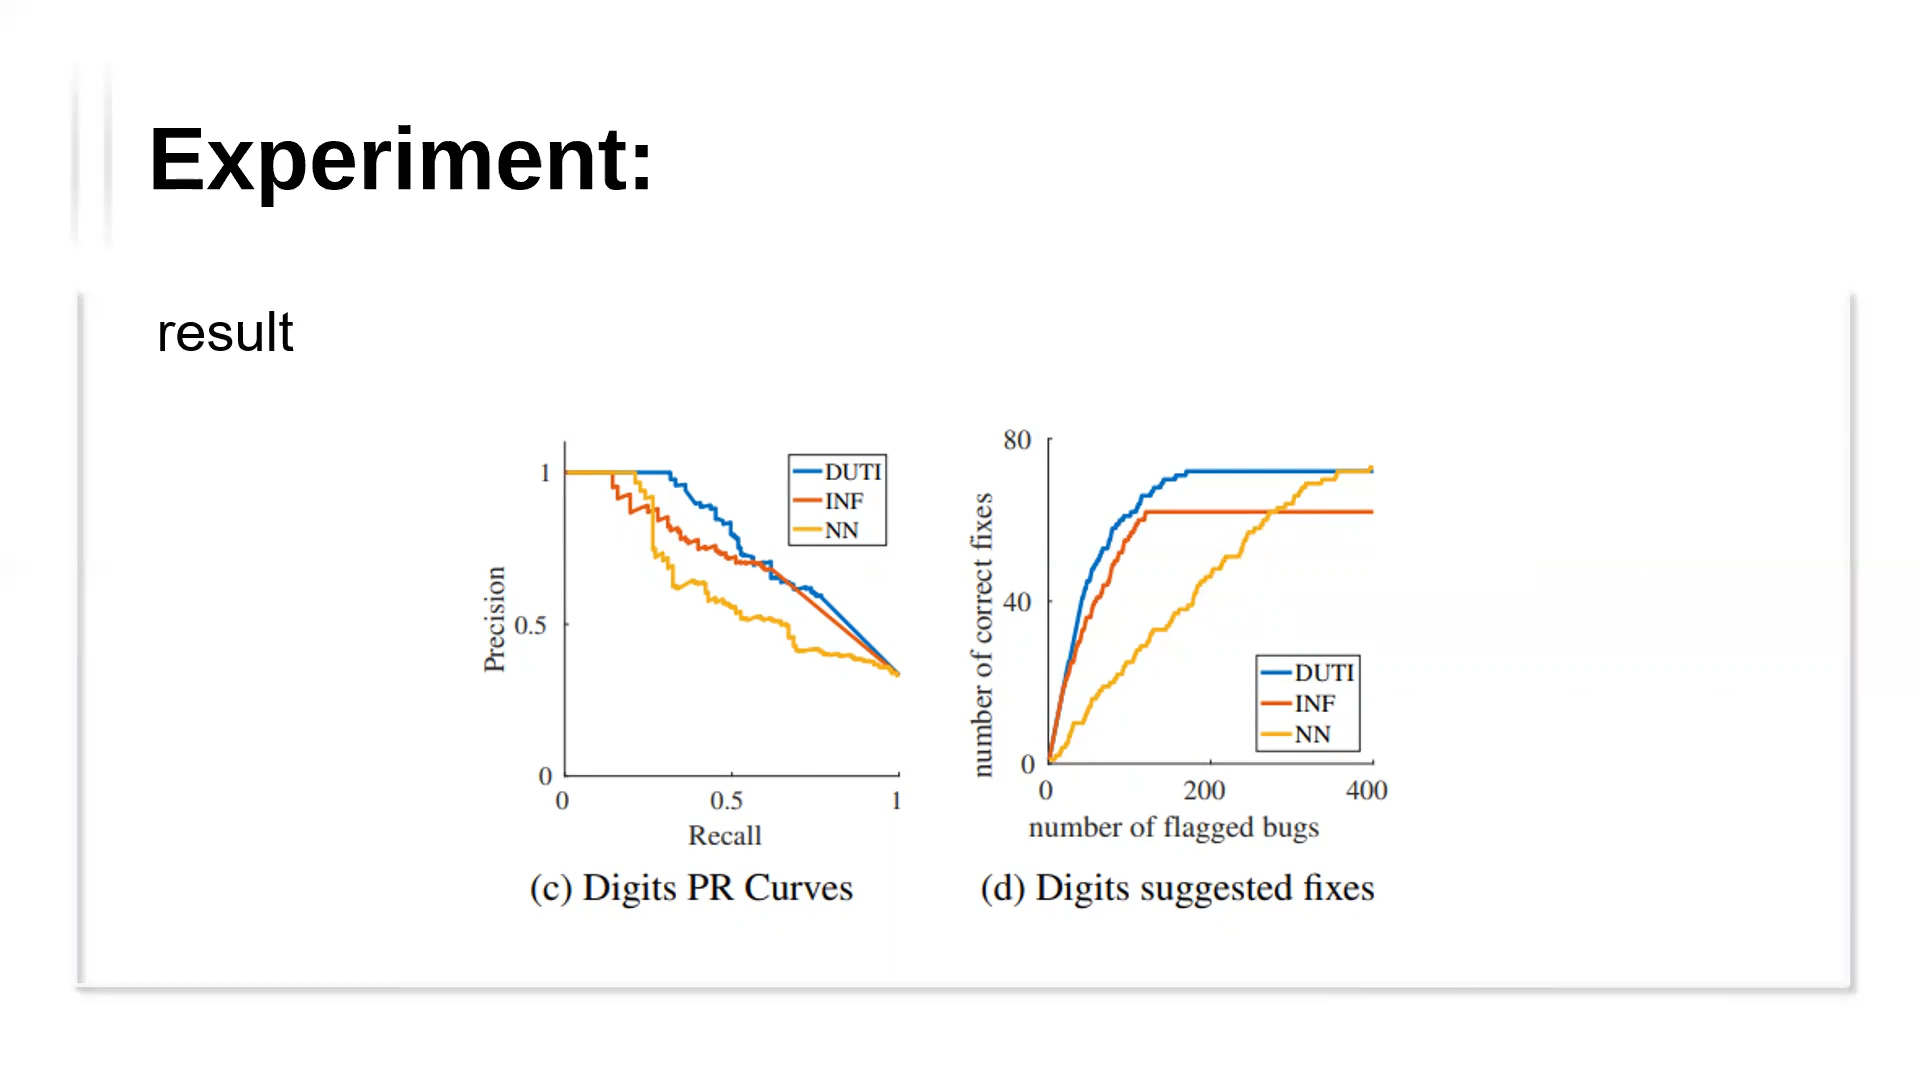 Experiment:
result
1
0.5
0
Precision
0
0.5
1
Recall
DUTI
INF
NN
(c) Digits PR Curves
80
40
0
number of correct fixes
0
200
400
number of flagged bugs
DUTI
INF
NN
(d) Digits suggested fixes